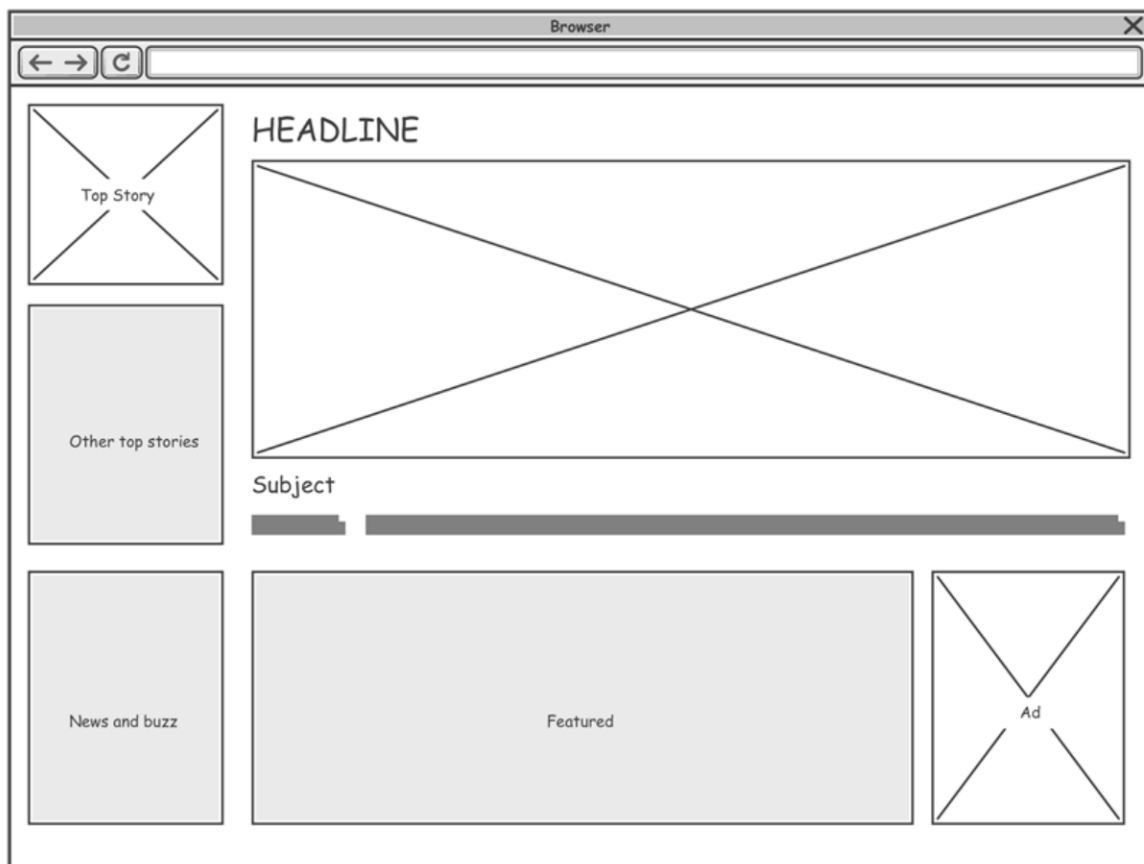 Browser
HEADLINE
Top Story
Other top stories
Subject
News and buzz
Featured
Ad